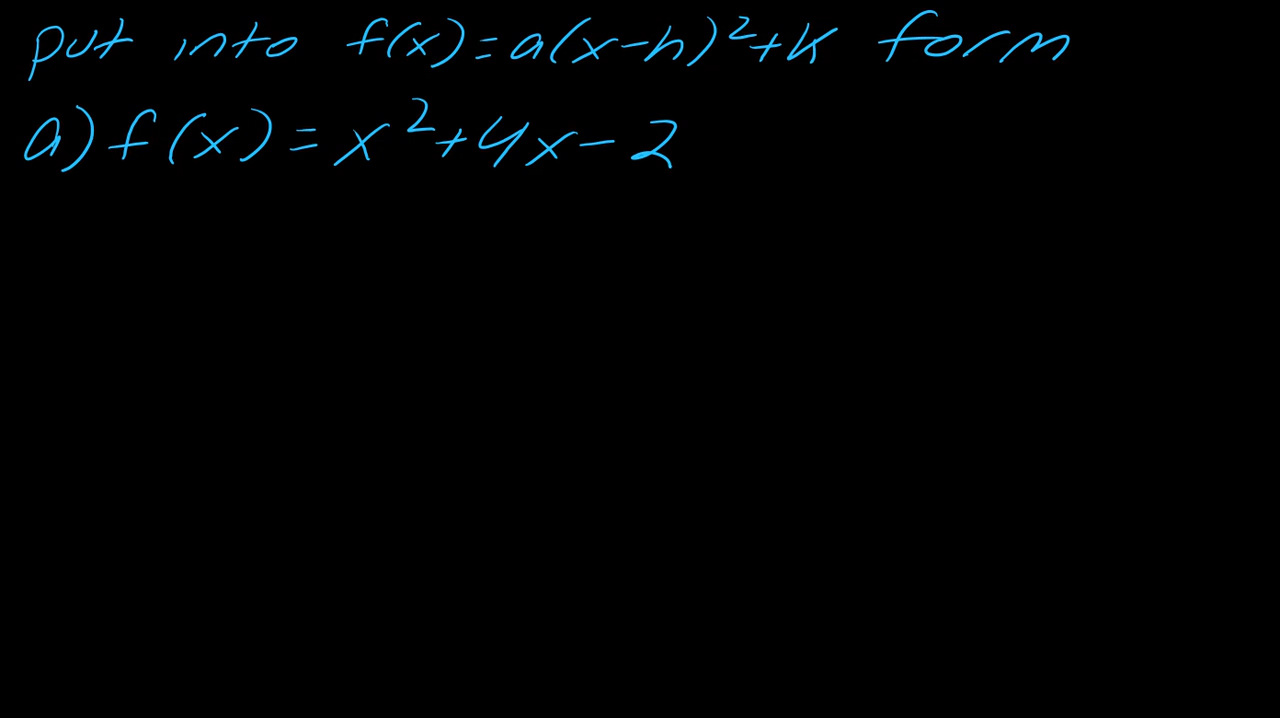 put into f(x)=a(x-h)²+k form
a) f(x)=x²+4x-2